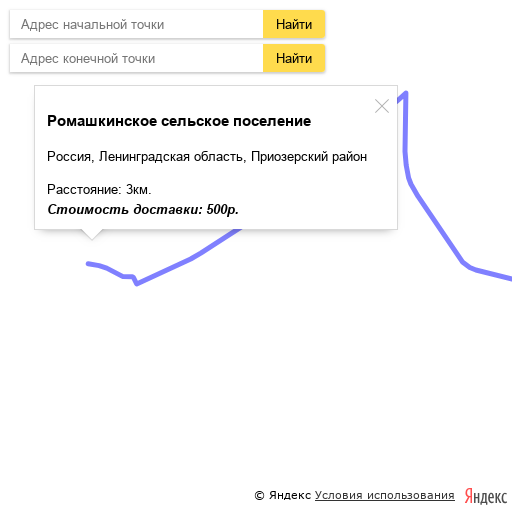 Адрес начальной точки Найти
Адрес конечной точки Найти
Ромашкинское сельское поселение
Россия, Ленинградская область, Приозерский район
Расстояние: 3км.
Стоимость доставки: 500р.
© Яндекс Условия использования Яндекс